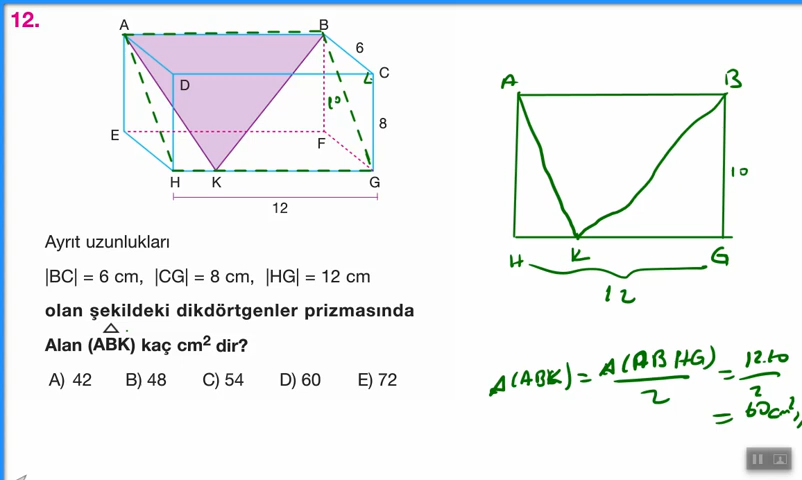 12.
A
B
6
D
C
10
8
E
F
H
K
G
12
Ayrıt uzunlukları
|BC| = 6 cm, |CG| = 8 cm, |HG| = 12 cm
olan şekildeki dikdörtgenler prizmasında
Alan (ABK) kaç cm² dir?
A) 42 B) 48 C) 54 D) 60 E) 72
A
B
10
H
K
G
12
A(ABK) = A(ABHG)/2 = 12.10/2
= 60cm²